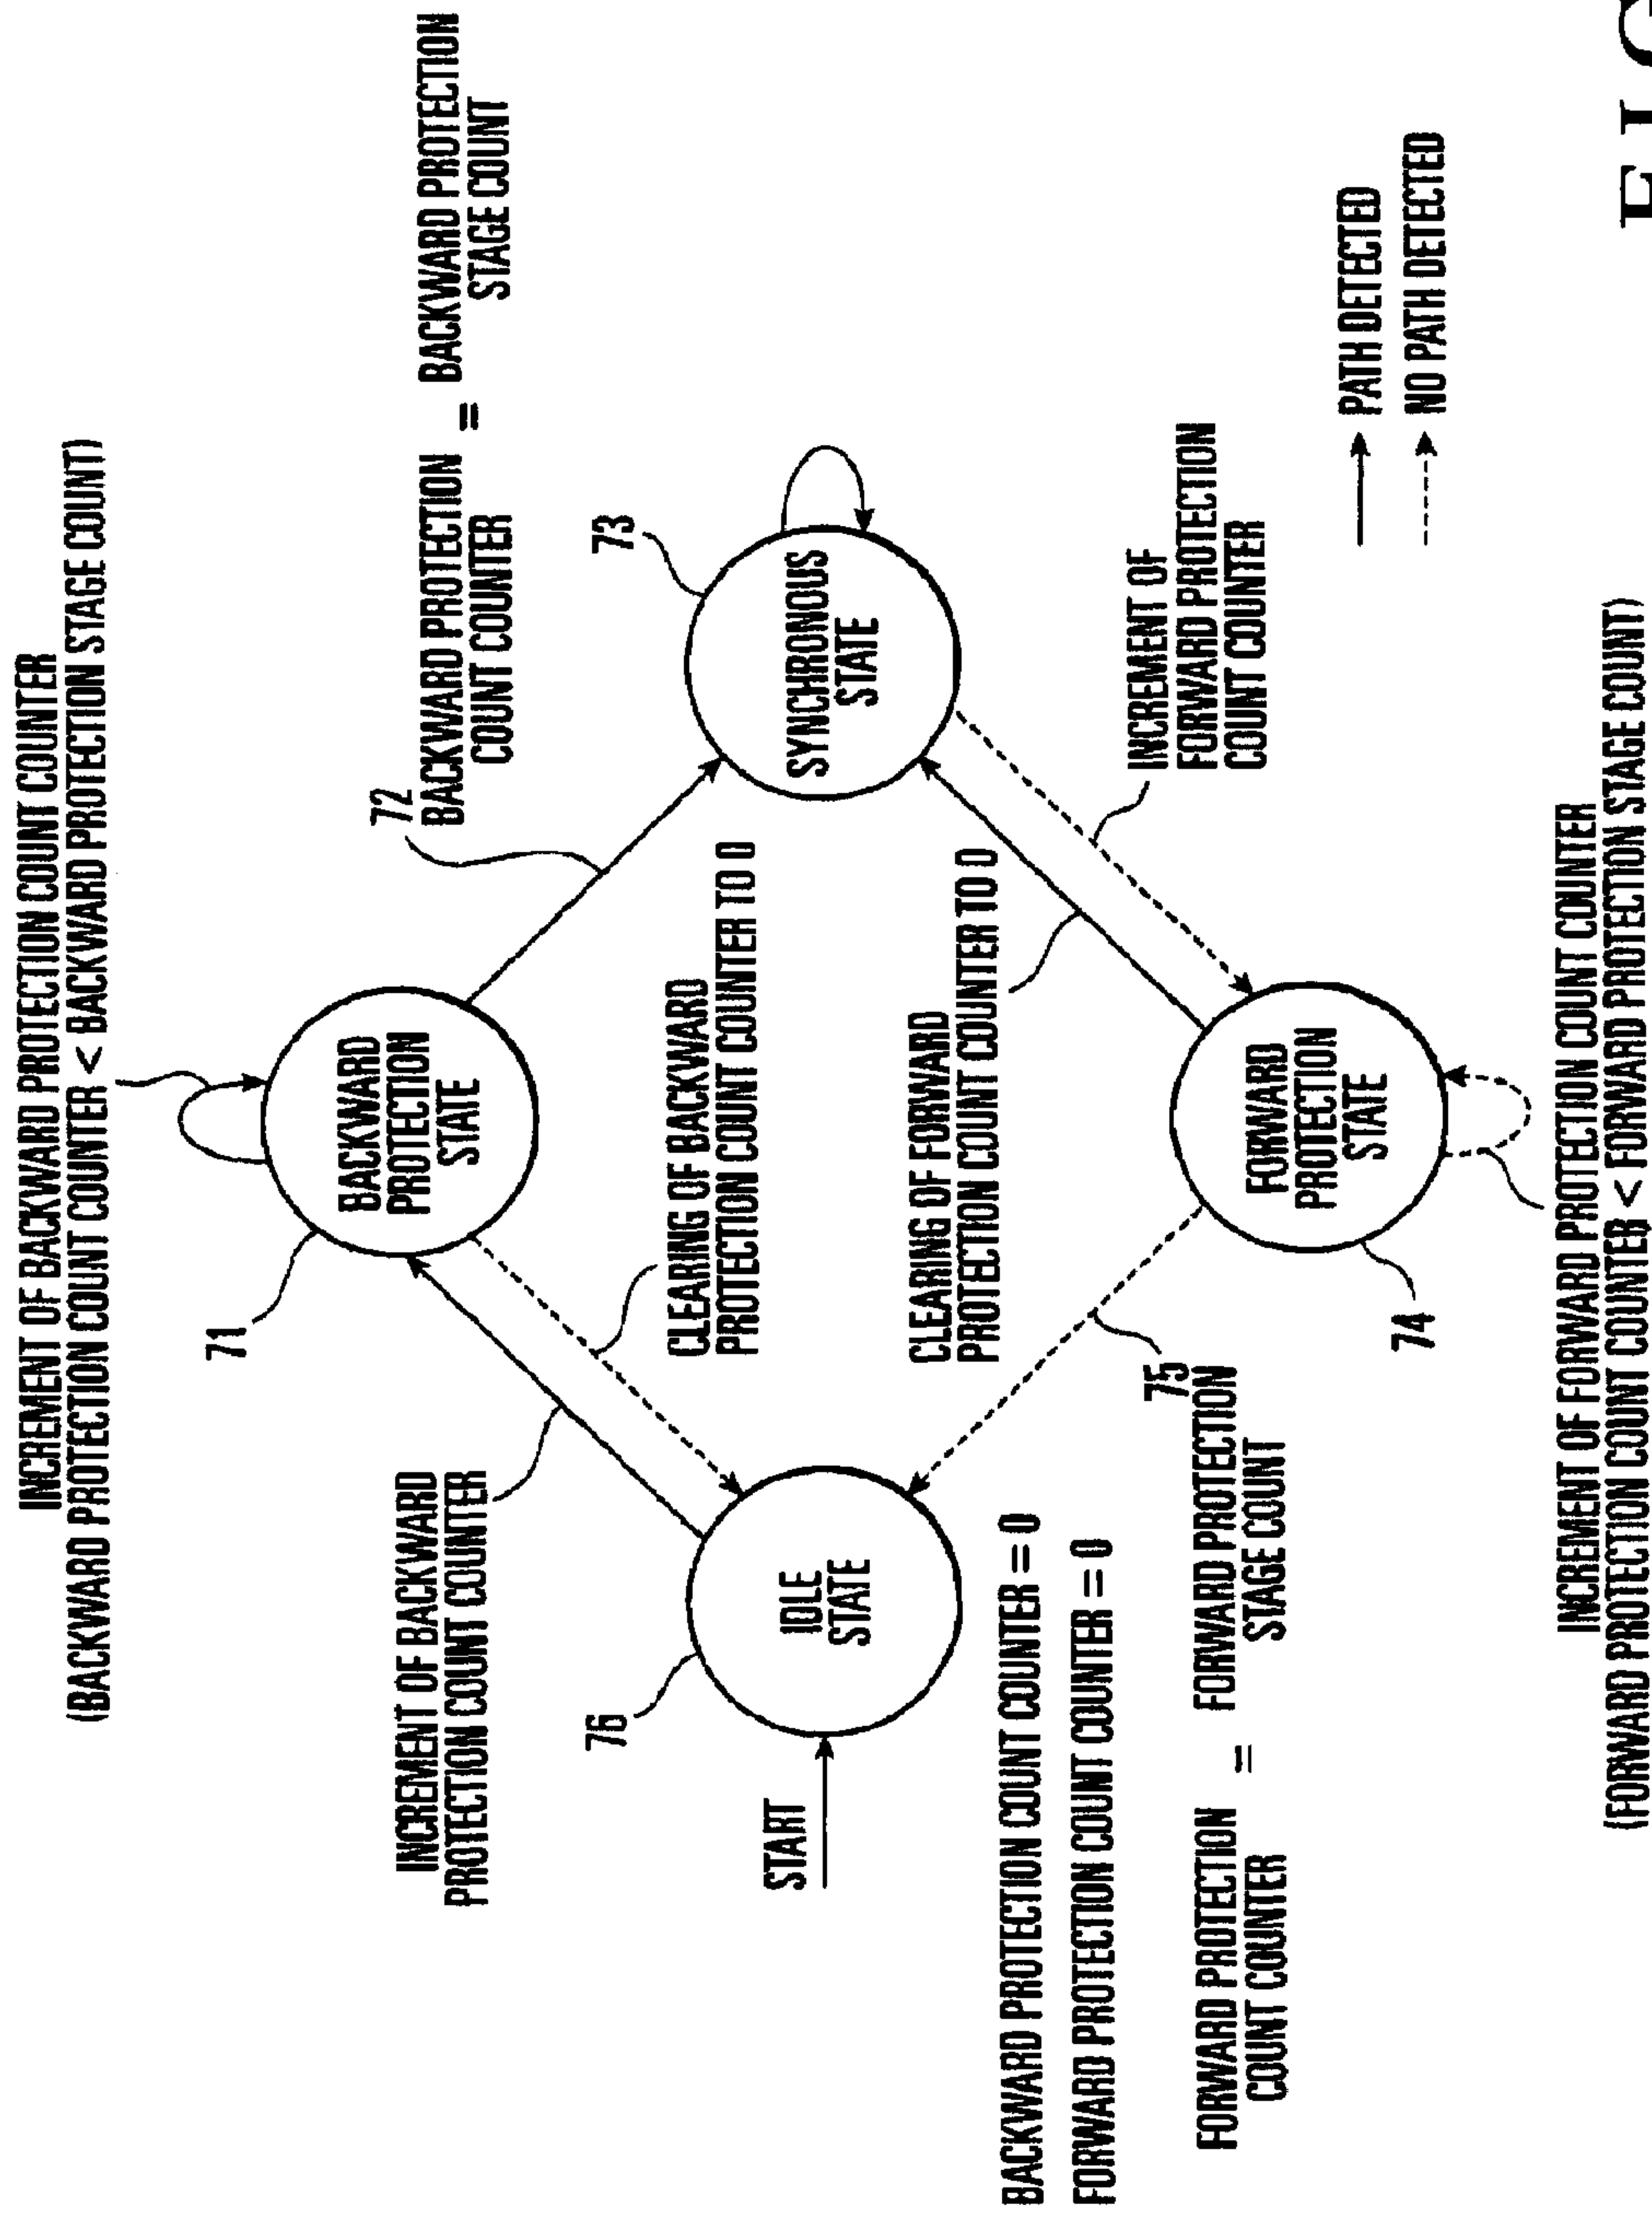 INCREMENT OF BACKWARD PROTECTION COUNT COUNTER
(BACKWARD PROTECTION COUNT COUNTER < BACKWARD PROTECTION STAGE COUNT)
INCREMENT OF BACKWARD
PROTECTION COUNT COUNTER
71
BACKWARD
PROTECTION
STATE
72
BACKWARD PROTECTION
COUNT COUNTER
=
BACKWARD PROTECTION
STAGE COUNT
CLEARING OF BACKWARD
PROTECTION COUNT COUNTER TO 0
START
76
IDLE
STATE
73
SYNCHRONOUS
STATE
CLEARING OF FORWARD
PROTECTION COUNT COUNTER TO 0
BACKWARD PROTECTION COUNT COUNTER = 0
FORWARD PROTECTION COUNT COUNTER = 0
INCREMENT OF
FORWARD PROTECTION
COUNT COUNTER
75
FORWARD PROTECTION
COUNT COUNTER
=
FORWARD PROTECTION
STAGE COUNT
FORWARD
PROTECTION
STATE
74
PATH DETECTED
NO PATH DETECTED
INCREMENT OF FORWARD PROTECTION COUNT COUNTER
(FORWARD PROTECTION COUNT COUNTER < FORWARD PROTECTION STAGE COUNT)